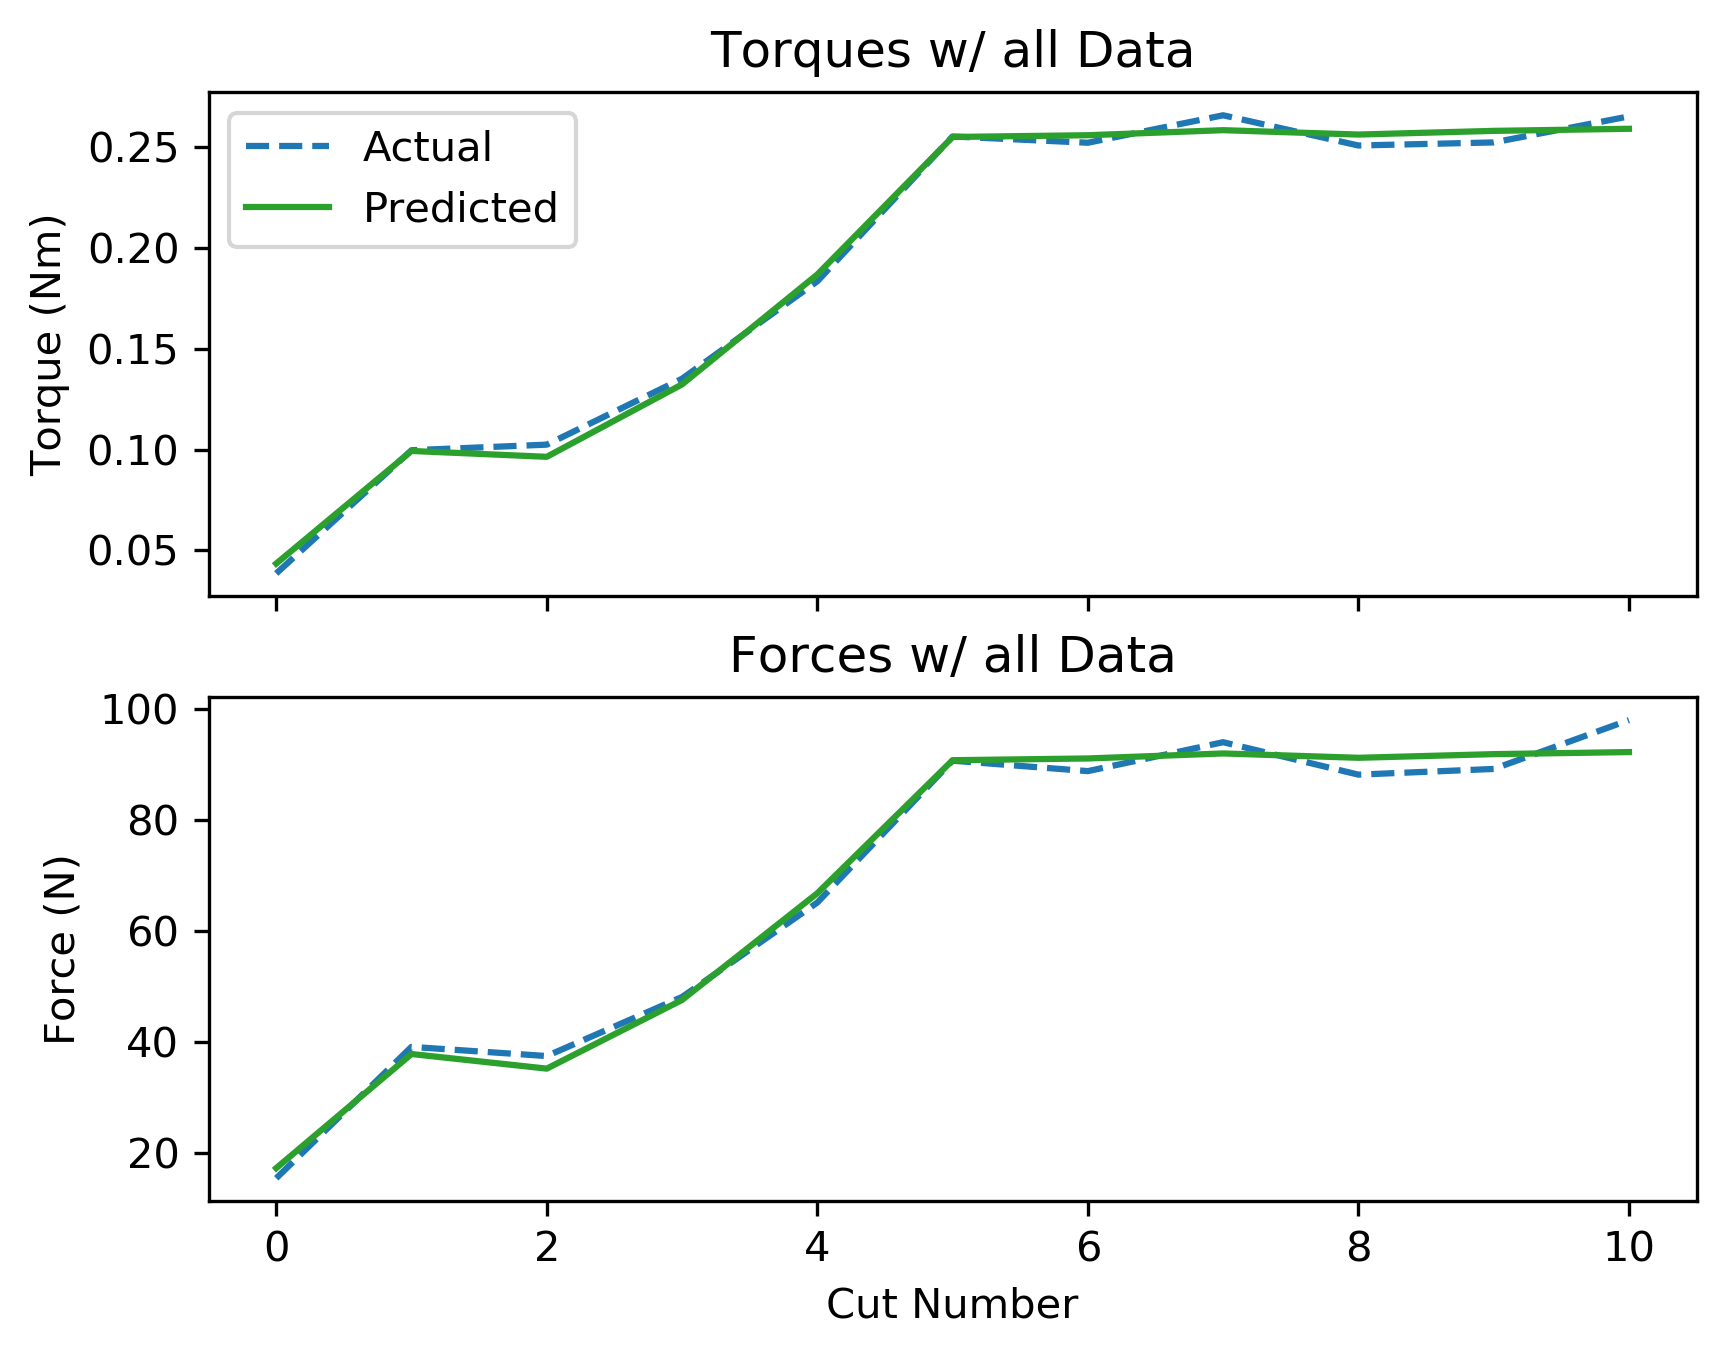 Torques w/ all Data
Actual
Predicted
0.25
0.20
0.15
0.10
0.05
Torque (Nm)
Forces w/ all Data
100
80
60
40
20
Force (N)
0 2 4 6 8 10
Cut Number